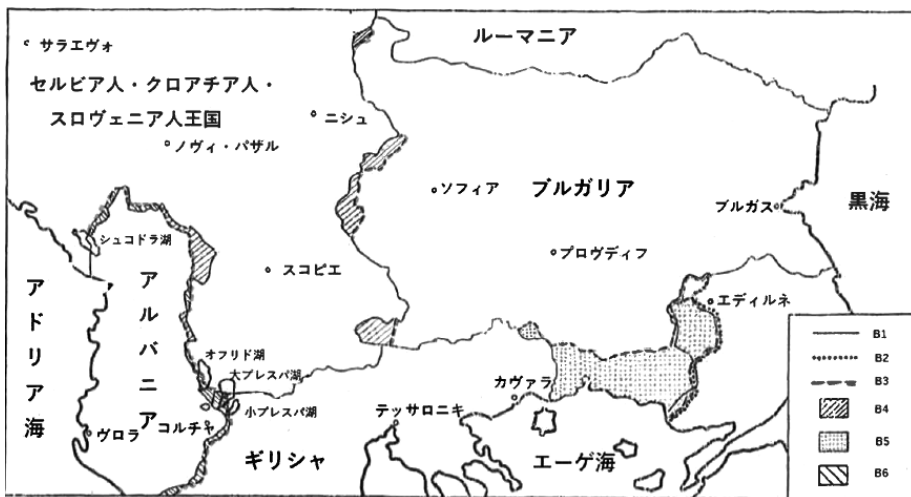 ルーマニア
サラエヴォ
セルビア人・クロアチア人・
スロヴェニア人王国
ニシュ
ノヴィ・パザル
ソフィア
ブルガリア
ブルガス
黒海
シュコドラ湖
プロヴディフ
スコピエ
エディルネ
アドリア海
アルバニア
オフリド湖
大プレスパ湖
小プレスパ湖
カヴァラ
テッサロニキ
コルチャ
ヴロラ
ギリシャ
エーゲ海
B1
B2
B3
B4
B5
B6